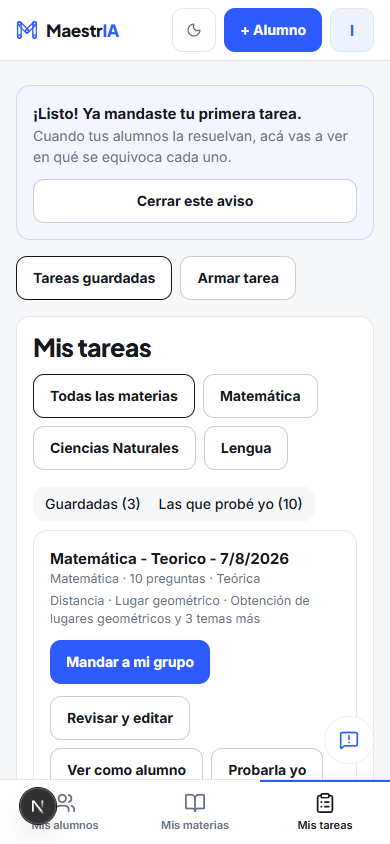 MaestrIA
+ Alumno
I
¡Listo! Ya mandaste tu primera tarea.
Cuando tus alumnos la resuelvan, acá vas a ver
en qué se equivoca cada uno.
Cerrar este aviso
Tareas guardadas
Armar tarea
Mis tareas
Todas las materias
Matemática
Ciencias Naturales
Lengua
Guardadas (3)
Las que probé yo (10)
Matemática - Teorico - 7/8/2026
Matemática · 10 preguntas · Teórica
Distancia · Lugar geométrico · Obtención de
lugares geométricos y 3 temas más
Mandar a mi grupo
Revisar y editar
Ver como alumno
Probarla yo
N
Mis alumnos
Mis materias
Mis tareas